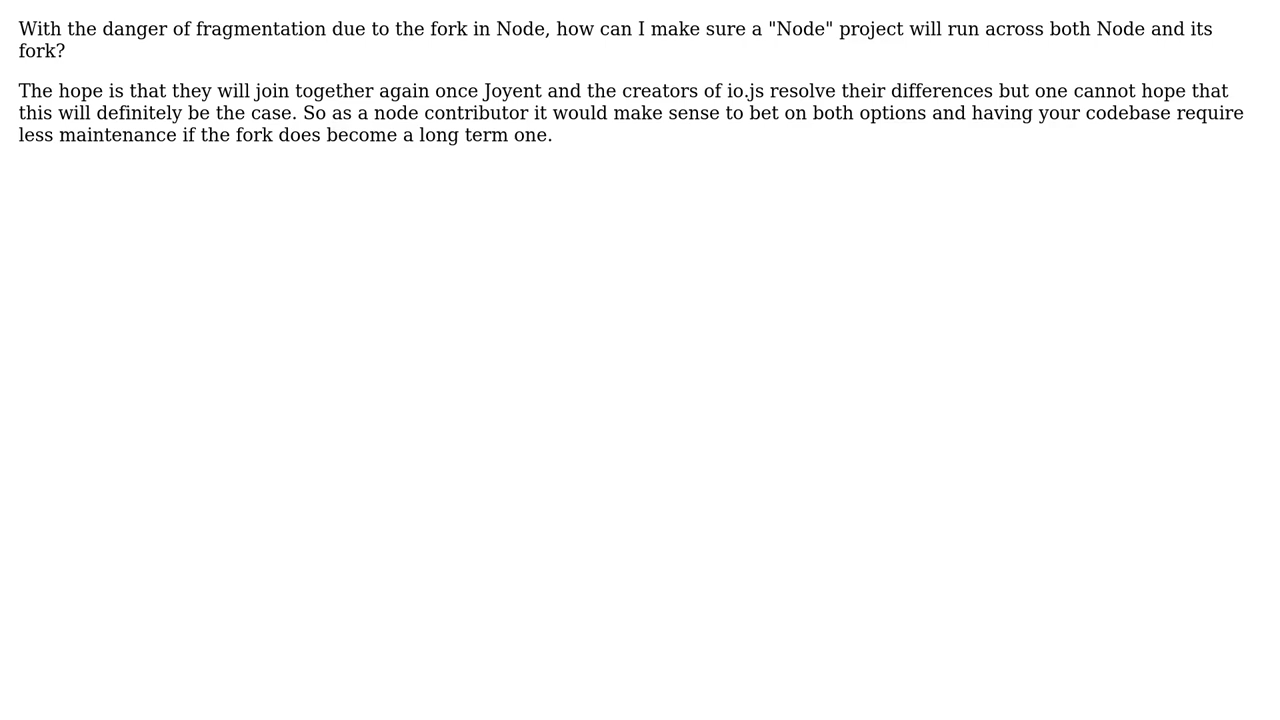 With the danger of fragmentation due to the fork in Node, how can I make sure a "Node" project will run across both Node and its
fork?
The hope is that they will join together again once Joyent and the creators of io.js resolve their differences but one cannot hope that
this will definitely be the case. So as a node contributor it would make sense to bet on both options and having your codebase require
less maintenance if the fork does become a long term one.